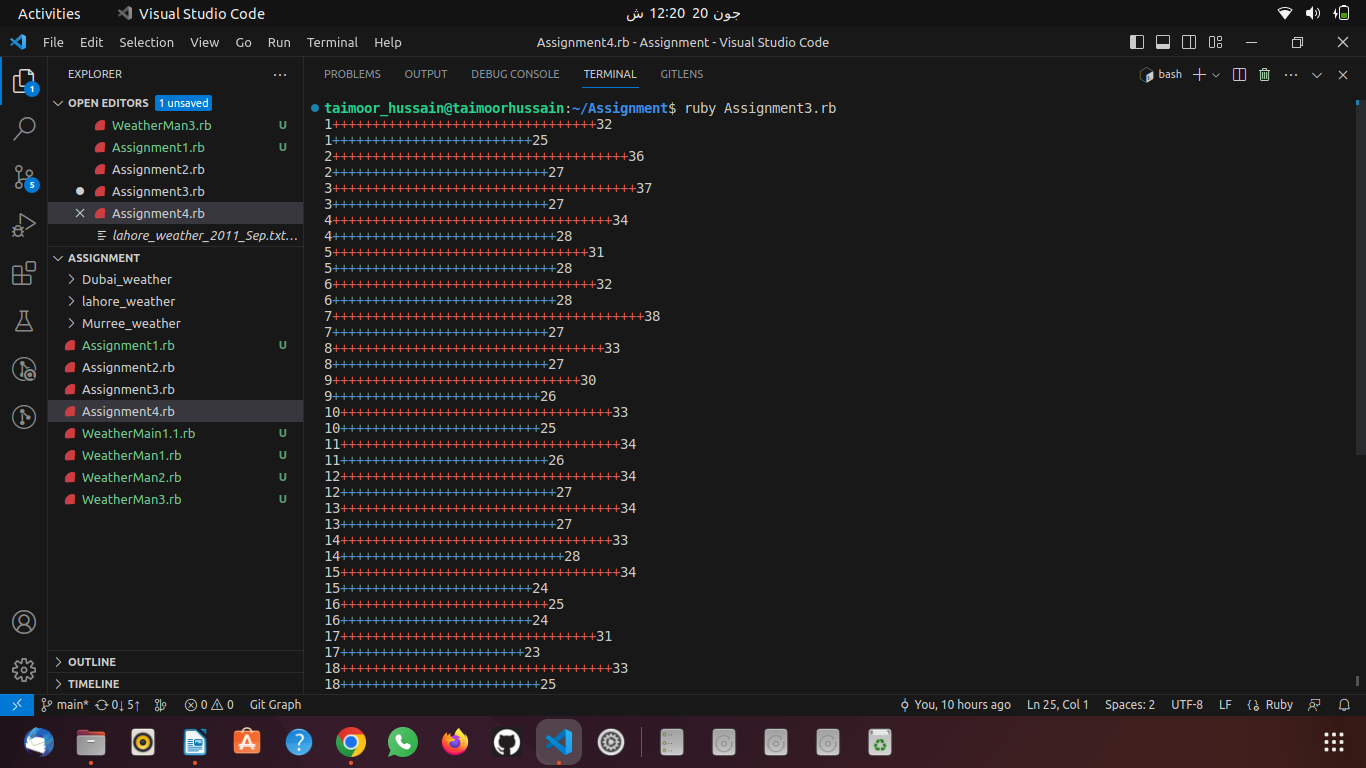 Activities
Visual Studio Code
جون 20 12:20 ش
File Edit Selection View Go Run Terminal Help
Assignment4.rb - Assignment - Visual Studio Code
EXPLORER
OPEN EDITORS 1 unsaved
WeatherMan3.rb U
Assignment1.rb U
Assignment2.rb
Assignment3.rb
Assignment4.rb
lahore_weather_2011_Sep.txt...
ASSIGNMENT
Dubai_weather
lahore_weather
Murree_weather
Assignment1.rb U
Assignment2.rb
Assignment3.rb
Assignment4.rb
WeatherMain1.1.rb U
WeatherMan1.rb U
WeatherMan2.rb U
WeatherMan3.rb U
OUTLINE
TIMELINE
1
5
PROBLEMS OUTPUT DEBUG CONSOLE TERMINAL GITLENS
bash
taimoor_hussain@taimoorhussain:~/Assignment$ ruby Assignment3.rb
1+++++++++++++++++++++++++++++++++32
1+++++++++++++++++++++++++25
2+++++++++++++++++++++++++++++++++++++36
2+++++++++++++++++++++++++++27
3++++++++++++++++++++++++++++++++++++++37
3+++++++++++++++++++++++++++27
4+++++++++++++++++++++++++++++++++++34
4++++++++++++++++++++++++++++28
5++++++++++++++++++++++++++++++++31
5++++++++++++++++++++++++++++28
6+++++++++++++++++++++++++++++++++32
6++++++++++++++++++++++++++++28
7+++++++++++++++++++++++++++++++++++++++38
7+++++++++++++++++++++++++++27
8++++++++++++++++++++++++++++++++++33
8+++++++++++++++++++++++++++27
9+++++++++++++++++++++++++++++++30
9++++++++++++++++++++++++++26
10++++++++++++++++++++++++++++++++++33
10+++++++++++++++++++++++++25
11+++++++++++++++++++++++++++++++++++34
11++++++++++++++++++++++++++26
12+++++++++++++++++++++++++++++++++++34
12+++++++++++++++++++++++++++27
13+++++++++++++++++++++++++++++++++++34
13+++++++++++++++++++++++++++27
14++++++++++++++++++++++++++++++++++33
14++++++++++++++++++++++++++++28
15+++++++++++++++++++++++++++++++++++34
15++++++++++++++++++++++++24
16++++++++++++++++++++++++++25
16++++++++++++++++++++++++24
17++++++++++++++++++++++++++++++++31
17+++++++++++++++++++++++23
18++++++++++++++++++++++++++++++++++33
18+++++++++++++++++++++++++25
main* 0↓ 5↑ 0 0 Git Graph
You, 10 hours ago Ln 25, Col 1 Spaces: 2 UTF-8 LF Ruby